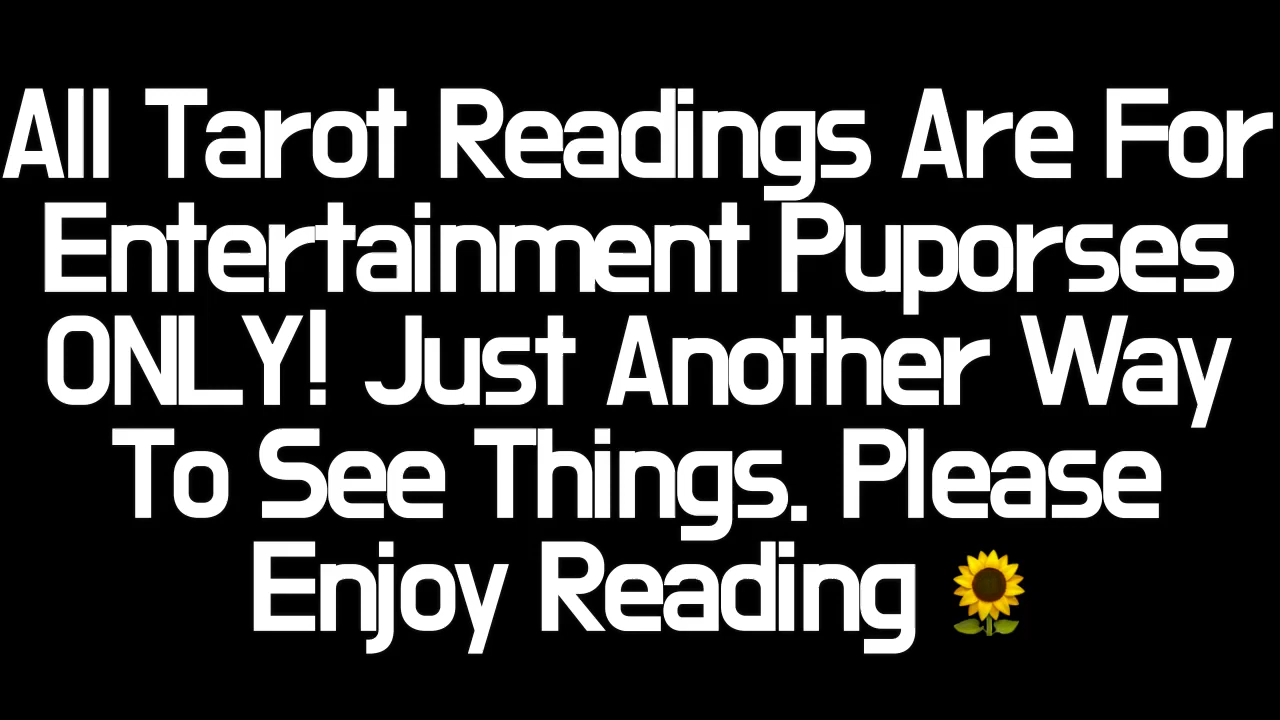 All Tarot Readings Are For
Entertainment Puporses
ONLY! Just Another Way
To See Things. Please
Enjoy Reading 🌻